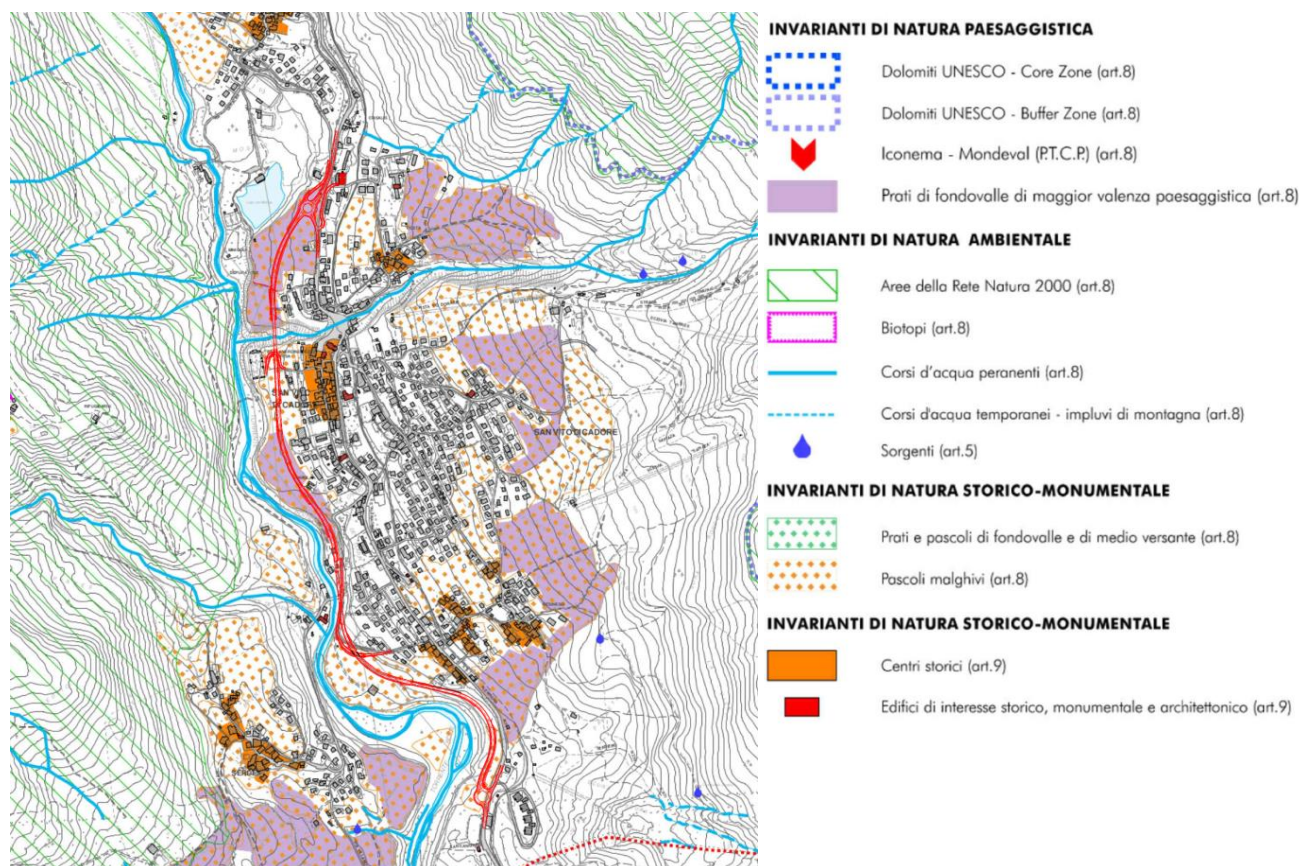 SAN VITO DI CADORE
INVARIANTI DI NATURA PAESAGGISTICA
Dolomiti UNESCO - Core Zone (art.8)
Dolomiti UNESCO - Buffer Zone (art.8)
Iconema - Mondeval (P.T.C.P.) (art.8)
Prati di fondovalle di maggior valenza paesaggistica (art.8)
INVARIANTI DI NATURA AMBIENTALE
Aree della Rete Natura 2000 (art.8)
Biotopi (art.8)
Corsi d'acqua peranenti (art.8)
Corsi d'acqua temporanei - impluvi di montagna (art.8)
Sorgenti (art.5)
INVARIANTI DI NATURA STORICO-MONUMENTALE
Prati e pascoli di fondovalle e di medio versante (art.8)
Pascoli malghivi (art.8)
INVARIANTI DI NATURA STORICO-MONUMENTALE
Centri storici (art.9)
Edifici di interesse storico, monumentale e architettonico (art.9)